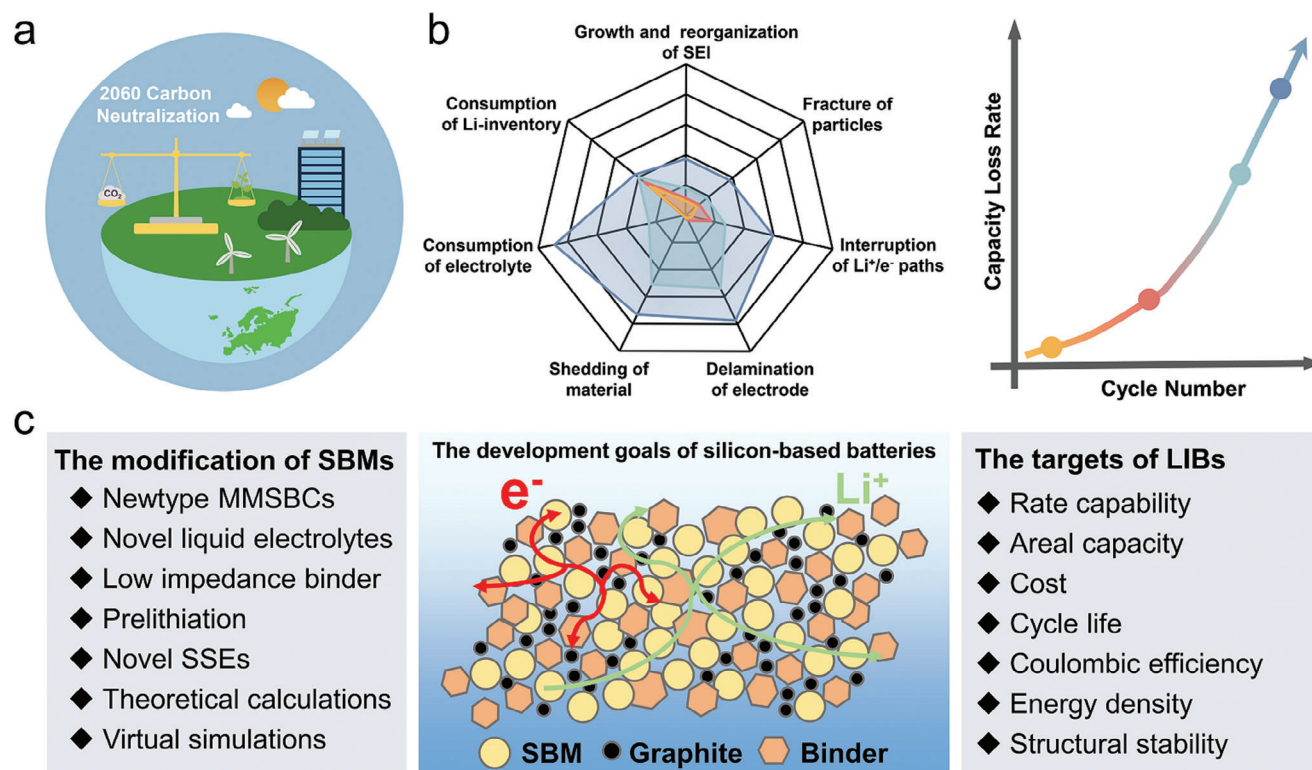 a
2060 Carbon
Neutralization
CO₂
b
Growth and reorganization
of SEI
Consumption
of Li-inventory
Fracture of
particles
Consumption
of electrolyte
Interruption
of Li⁺/e⁻ paths
Shedding of
material
Delamination
of electrode
Capacity Loss Rate
Cycle Number
c
The modification of SBMs
◆ Newtype MMSBCs
◆ Novel liquid electrolytes
◆ Low impedance binder
◆ Prelithiation
◆ Novel SSEs
◆ Theoretical calculations
◆ Virtual simulations
The development goals of silicon-based batteries
e⁻
Li⁺
SBM
Graphite
Binder
The targets of LIBs
◆ Rate capability
◆ Areal capacity
◆ Cost
◆ Cycle life
◆ Coulombic efficiency
◆ Energy density
◆ Structural stability